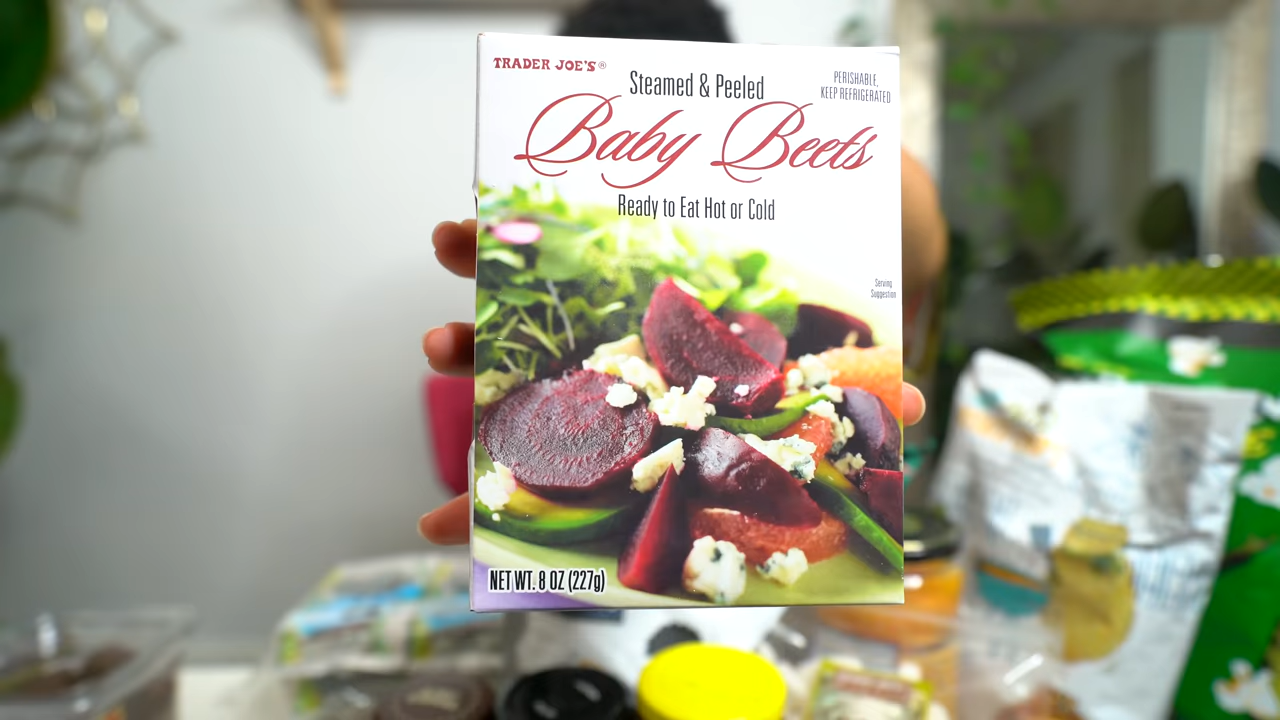 TRADER JOE'S®
Steamed & Peeled
PERISHABLE,
KEEP REFRIGERATED
Baby Beets
Ready to Eat Hot or Cold
Serving
Suggestion
NET WT. 8 OZ (227g)